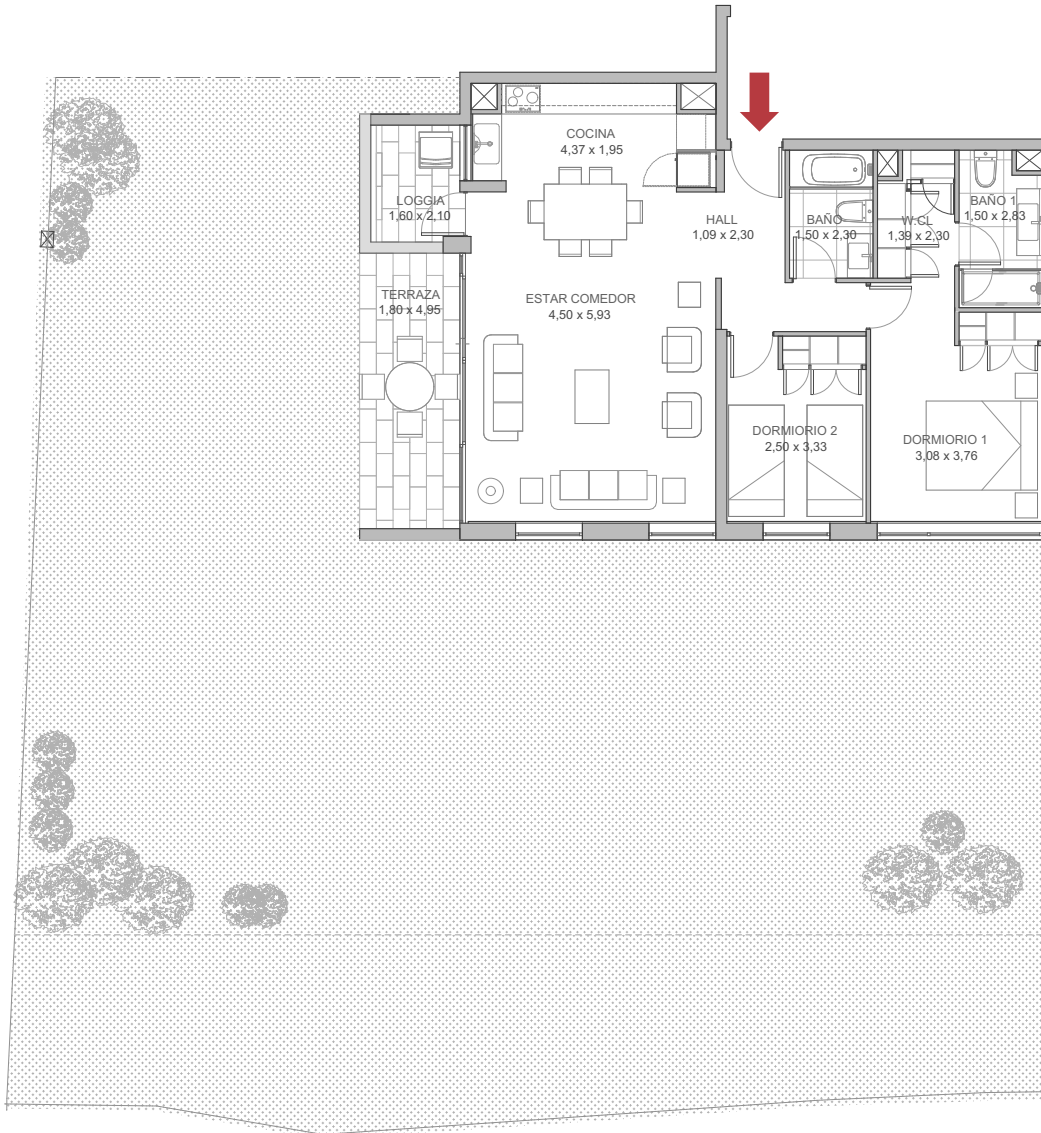 COCINA
4,37 x 1,95
LOGGIA
1,60 x 2,10
HALL
1,09 x 2,30
BAÑO
1,50 x 2,30
W.CL
1,39 x 2,30
BAÑO 1
1,50 x 2,83
TERRAZA
1,80 x 4,95
ESTAR COMEDOR
4,50 x 5,93
DORMIORIO 2
2,50 x 3,33
DORMIORIO 1
3,08 x 3,76